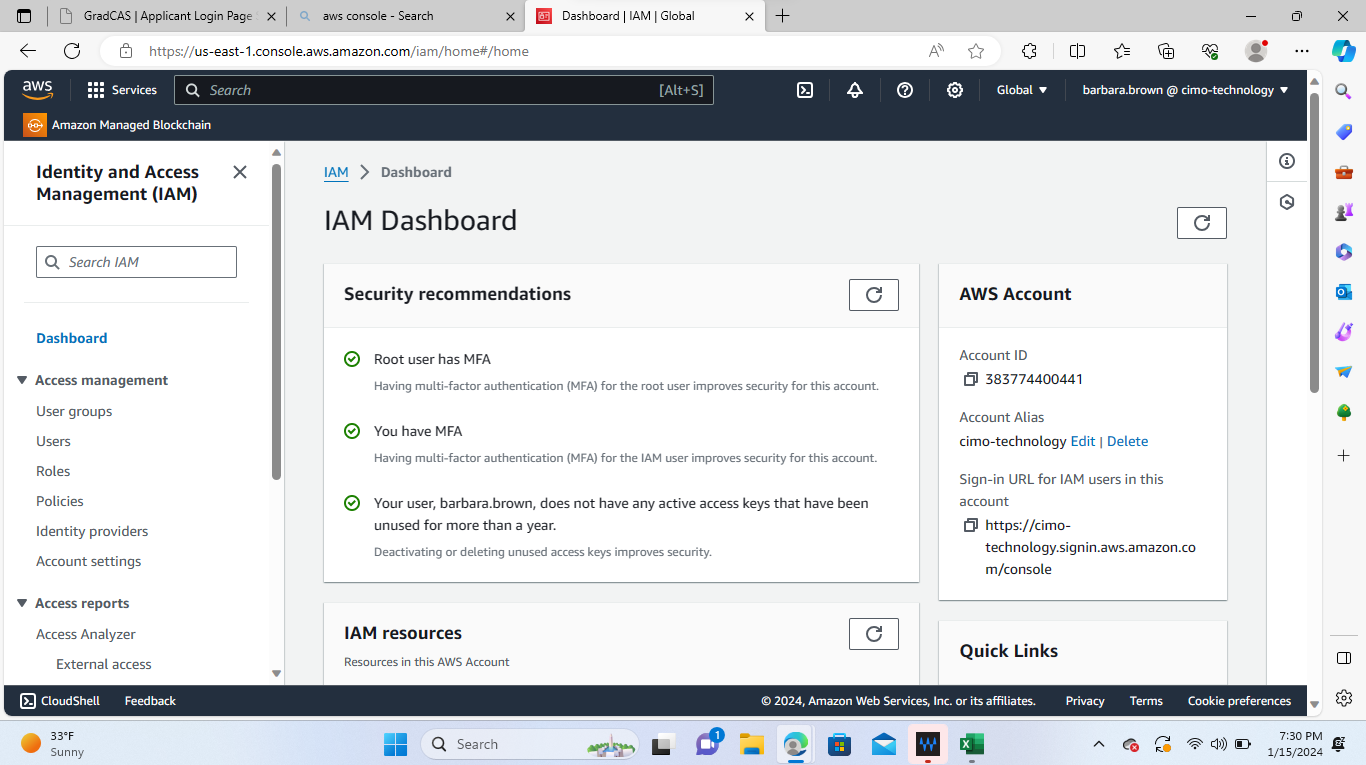 GradCAS | Applicant Login Page
aws console - Search
Dashboard | IAM | Global
https://us-east-1.console.aws.amazon.com/iam/home#/home
aws
Services
Search
[Alt+S]
Global
barbara.brown @ cimo-technology
Amazon Managed Blockchain
Identity and Access
Management (IAM)
Search IAM
Dashboard
Access management
User groups
Users
Roles
Policies
Identity providers
Account settings
Access reports
Access Analyzer
External access
IAM
Dashboard
IAM Dashboard
Security recommendations
Root user has MFA
Having multi-factor authentication (MFA) for the root user improves security for this account.
You have MFA
Having multi-factor authentication (MFA) for the IAM user improves security for this account.
Your user, barbara.brown, does not have any active access keys that have been
unused for more than a year.
Deactivating or deleting unused access keys improves security.
IAM resources
Resources in this AWS Account
AWS Account
Account ID
383774400441
Account Alias
cimo-technology Edit | Delete
Sign-in URL for IAM users in this
account
https://cimo-
technology.signin.aws.amazon.co
m/console
Quick Links
CloudShell
Feedback
© 2024, Amazon Web Services, Inc. or its affiliates.
Privacy
Terms
Cookie preferences
33°F
Sunny
Search
1
7:30 PM
1/15/2024